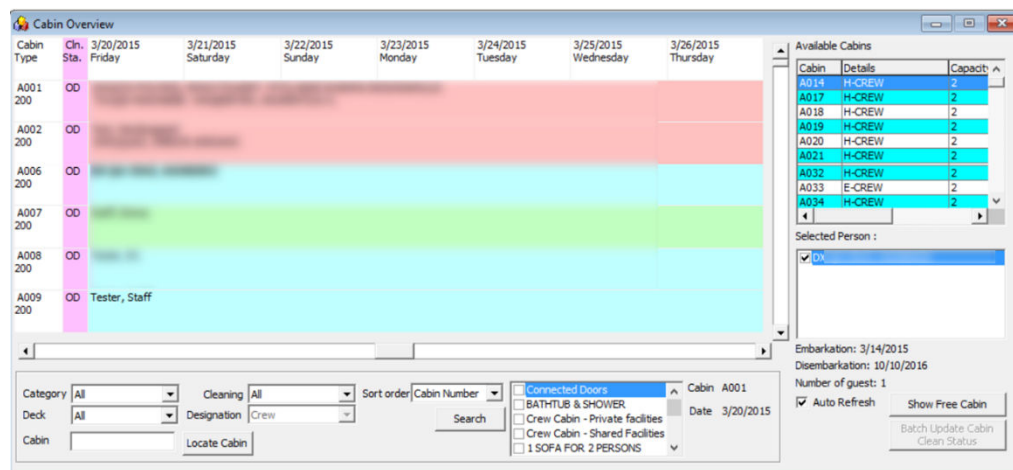 Cabin Overview
Cabin Type Cln. Sta. 3/20/2015 Friday 3/21/2015 Saturday 3/22/2015 Sunday 3/23/2015 Monday 3/24/2015 Tuesday 3/25/2015 Wednesday 3/26/2015 Thursday
A001 200 OD
A002 200 OD
A006 200 OD
A007 200 OD
A008 200 OD
A009 200 OD Tester, Staff
Available Cabins
Cabin Details Capacity
A014 H-CREW 2
A017 H-CREW 2
A018 H-CREW 2
A019 H-CREW 2
A020 H-CREW 2
A021 H-CREW 2
A032 H-CREW 2
A033 E-CREW 2
A034 H-CREW 2
Selected Person :
Embarkation: 3/14/2015
Disembarkation: 10/10/2016
Number of guest: 1
Auto Refresh
Show Free Cabin
Batch Update Cabin
Clean Status
Category All Cleaning All Sort order Cabin Number
Deck All Designation Crew Search
Cabin Locate Cabin
Connected Doors
BATHTUB & SHOWER
Crew Cabin - Private facilities
Crew Cabin - Shared Facilities
1 SOFA FOR 2 PERSONS
Cabin A001
Date 3/20/2015